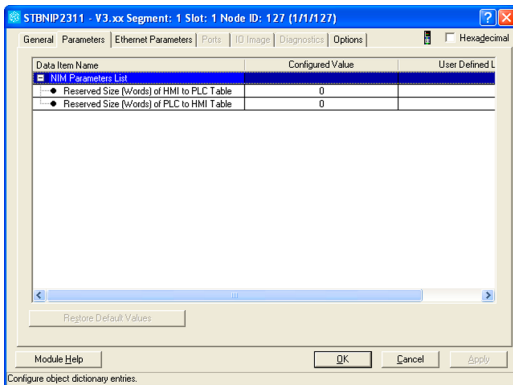 STBNIP2311 - V3.xx Segment: 1 Slot: 1 Node ID: 127 (1/1/127)
General Parameters Ethernet Parameters Ports IO Image Diagnostics Options Hexadecimal
Data Item Name Configured Value User Defined L
NIM Parameters List
Reserved Size (Words) of HMI to PLC Table 0
Reserved Size (Words) of PLC to HMI Table 0
Restore Default Values
Module Help OK Cancel Apply
Configure object dictionary entries.